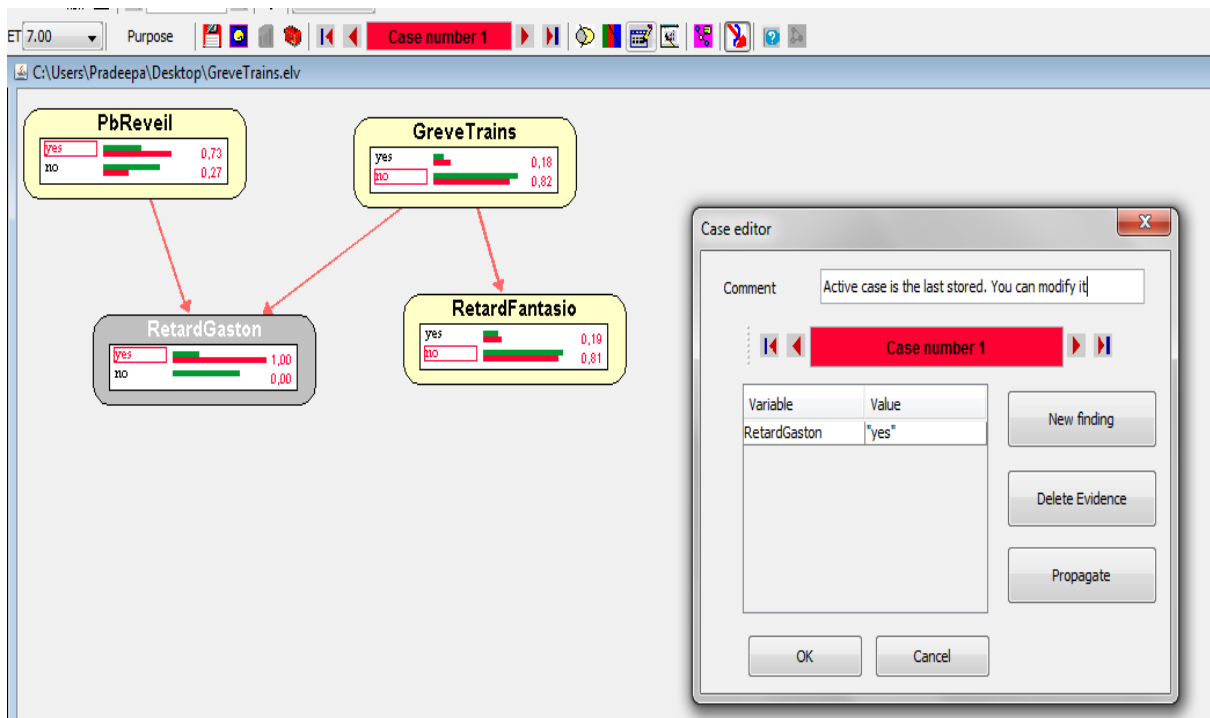 ET 7.00 Purpose Case number 1
C:\Users\Pradeepa\Desktop\GreveTrains.elv
PbReveil
yes 0,73
no 0,27
GreveTrains
yes 0,18
no 0,82
RetardGaston
yes 1,00
no 0,00
RetardFantasio
yes 0,19
no 0,81
Case editor
Comment Active case is the last stored. You can modify it
Case number 1
Variable Value
RetardGaston "yes"
New finding
Delete Evidence
Propagate
OK Cancel